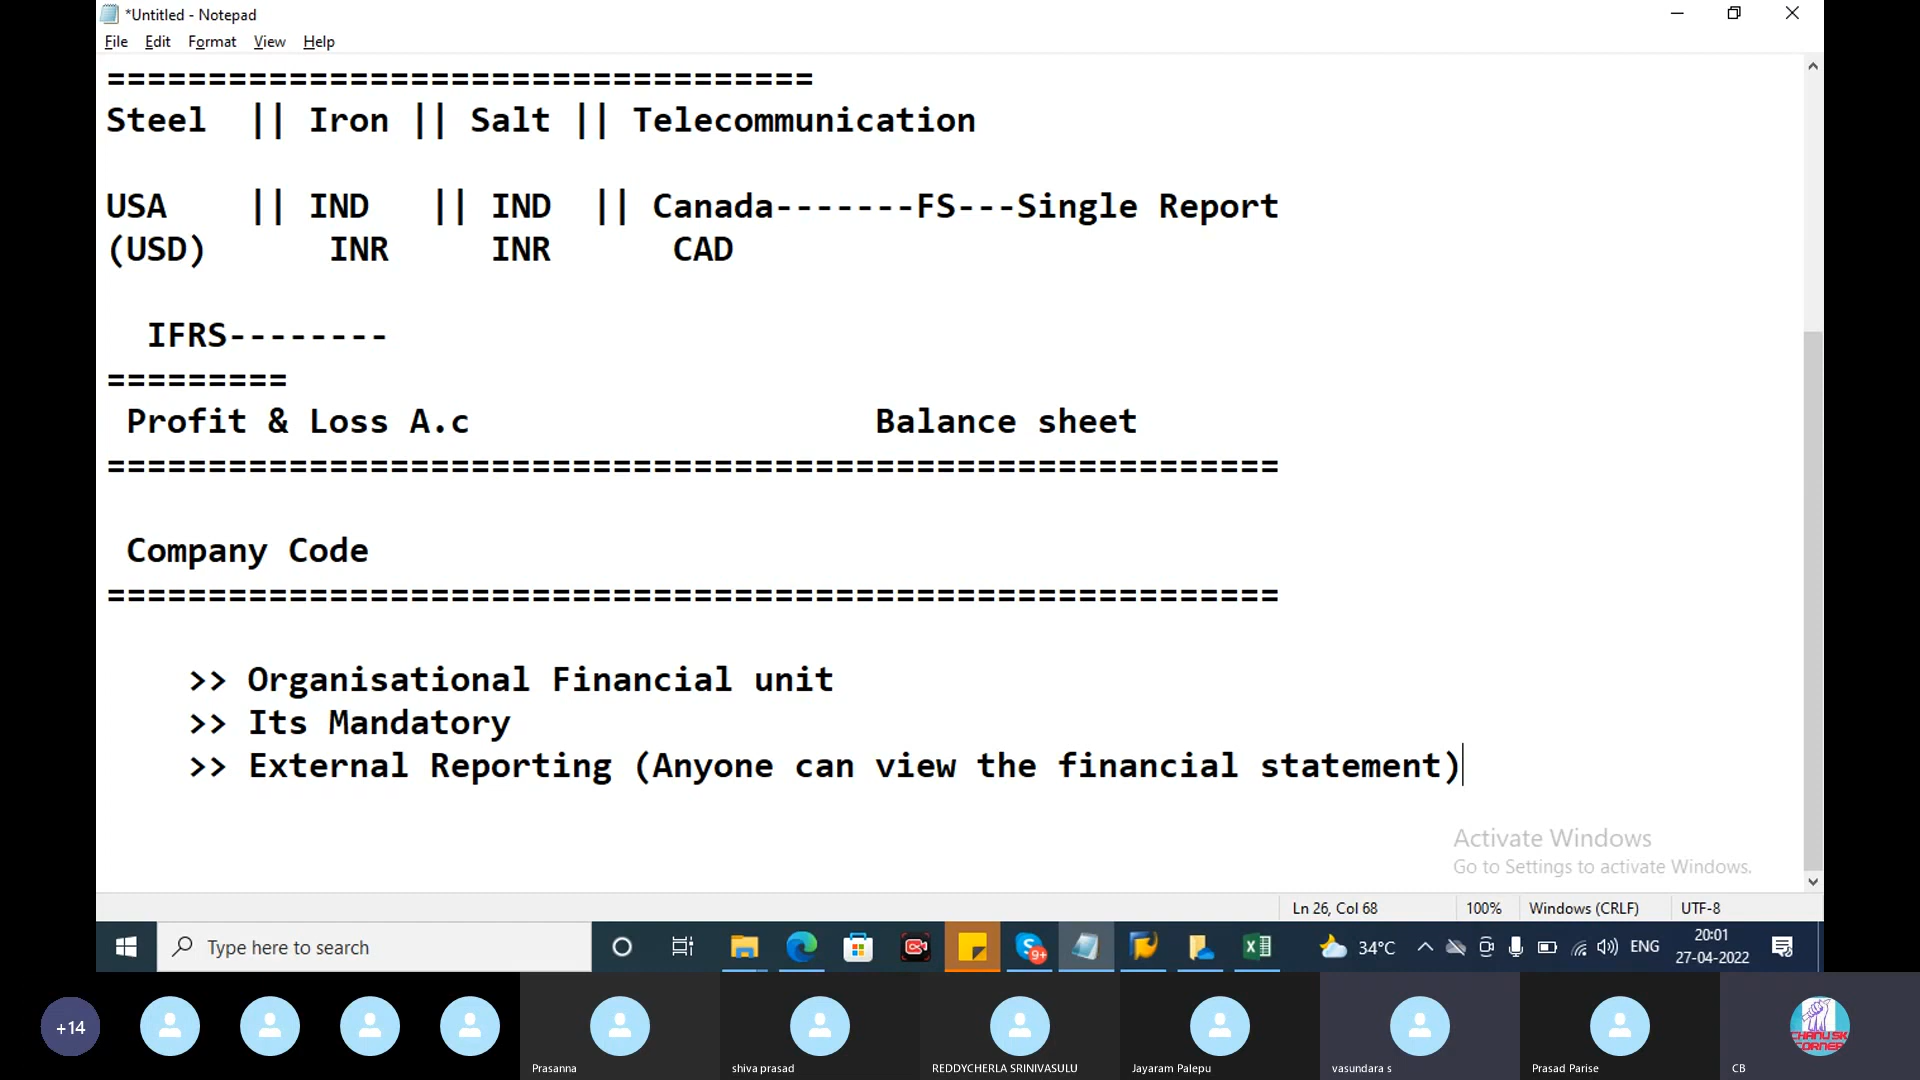 *Untitled - Notepad
File Edit Format View Help
===================================
Steel || Iron || Salt || Telecommunication
USA || IND || IND || Canada-------FS---Single Report
(USD) INR INR CAD
IFRS--------
=========
Profit & Loss A.c Balance sheet
==========================================================
Company Code
==========================================================
>> Organisational Financial unit
>> Its Mandatory
>> External Reporting (Anyone can view the financial statement)
Activate Windows
Go to Settings to activate Windows.
Ln 26, Col 68 100% Windows (CRLF) UTF-8
Type here to search 9+ 34°C ENG 20:01
27-04-2022
+14
CHANUSK
CORNER
Prasanna shiva prasad REDDYCHERLA SRINIVASULU Jayaram Palepu vasundara s Prasad Parise CB